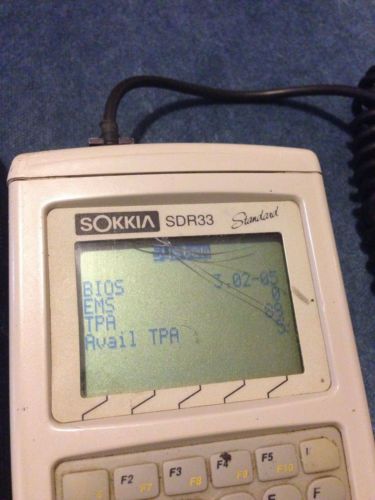 SOKKIA SDR33 Standard
BIOS 3.02-05
EMS 0
TPA
Avail TPA
F2 F7
F3 F8
F4 F9
F5 F10
I